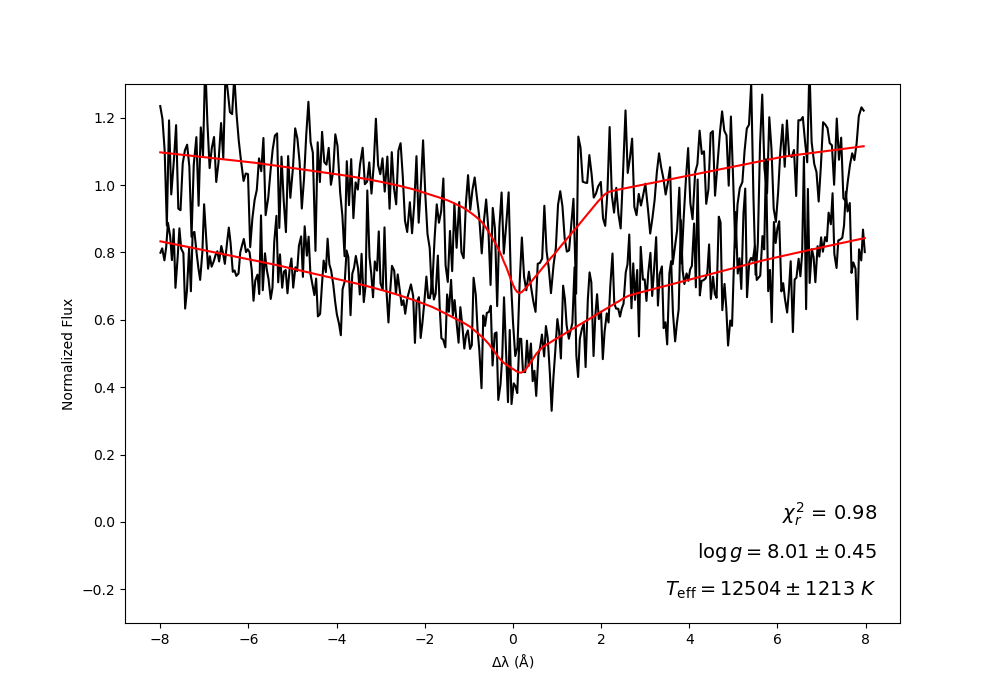 1.2
1.0
0.8
0.6
0.4
0.2
0.0
−0.2
Normalized Flux
χ²ᵣ = 0.98
log g = 8.01 ± 0.45
T_eff = 12504 ± 1213 K
−8 −6 −4 −2 0 2 4 6 8
Δλ (Å)